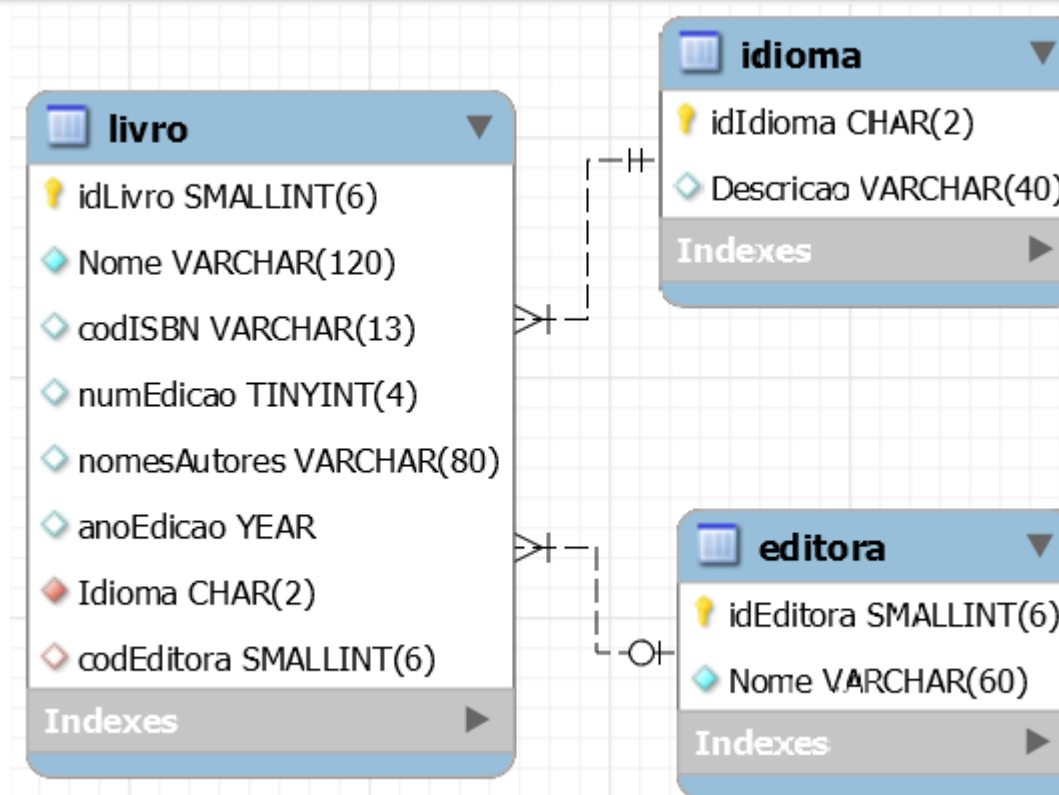 livro
idLivro SMALLINT(6)
Nome VARCHAR(120)
codISBN VARCHAR(13)
numEdicao TINYINT(4)
nomesAutores VARCHAR(80)
anoEdicao YEAR
Idioma CHAR(2)
codEditora SMALLINT(6)
Indexes
idioma
idIdioma CHAR(2)
Descricao VARCHAR(40)
Indexes
editora
idEditora SMALLINT(6)
Nome VARCHAR(60)
Indexes